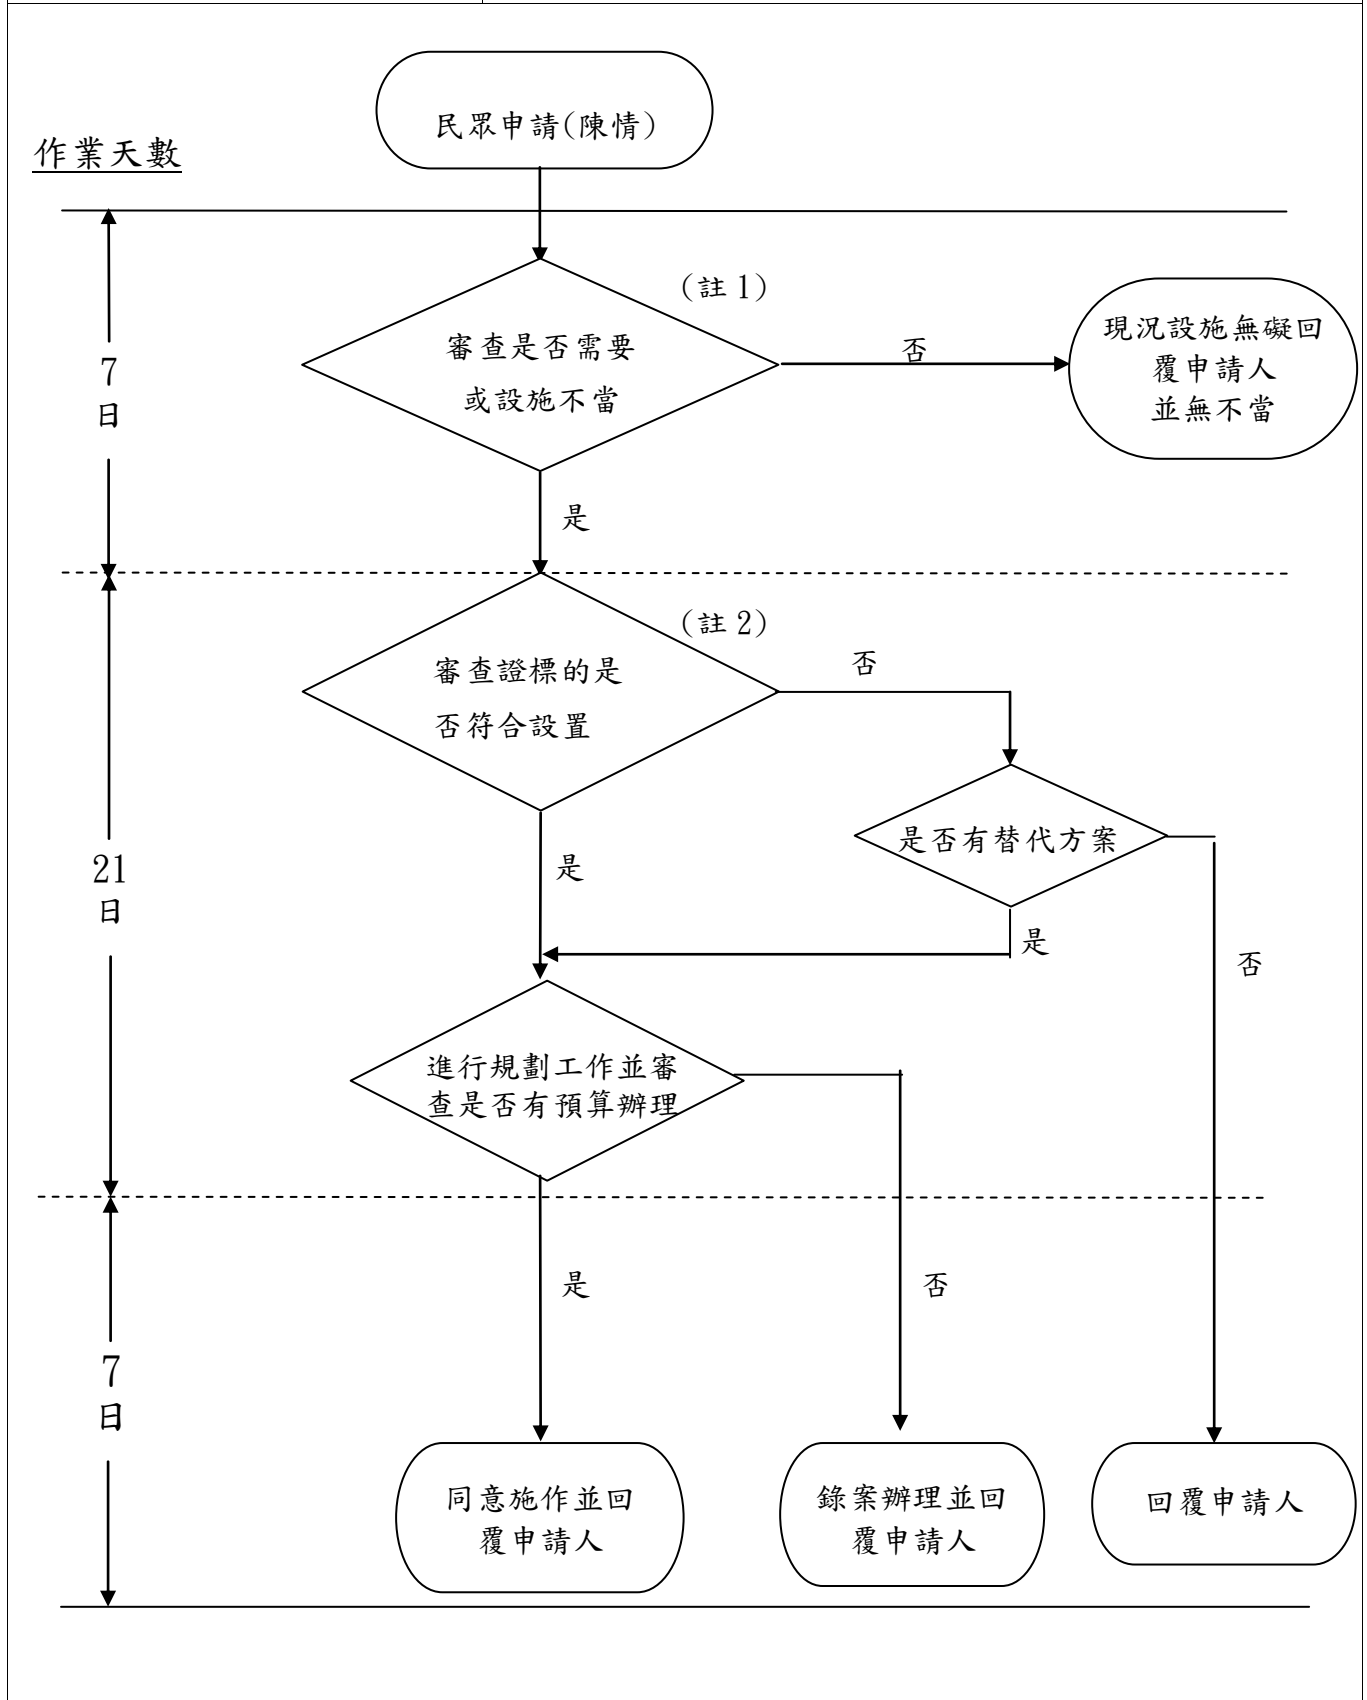 民眾申請(陳情)
作業天數
(註 1)
審查是否需要
或設施不當
否
現況設施無礙回
覆申請人
並無不當
7
日
是
(註 2)
審查證標的是
否符合設置
否
是否有替代方案
21
日
是
是
否
進行規劃工作並審
查是否有預算辦理
是
否
7
日
同意施作並回
覆申請人
錄案辦理並回
覆申請人
回覆申請人